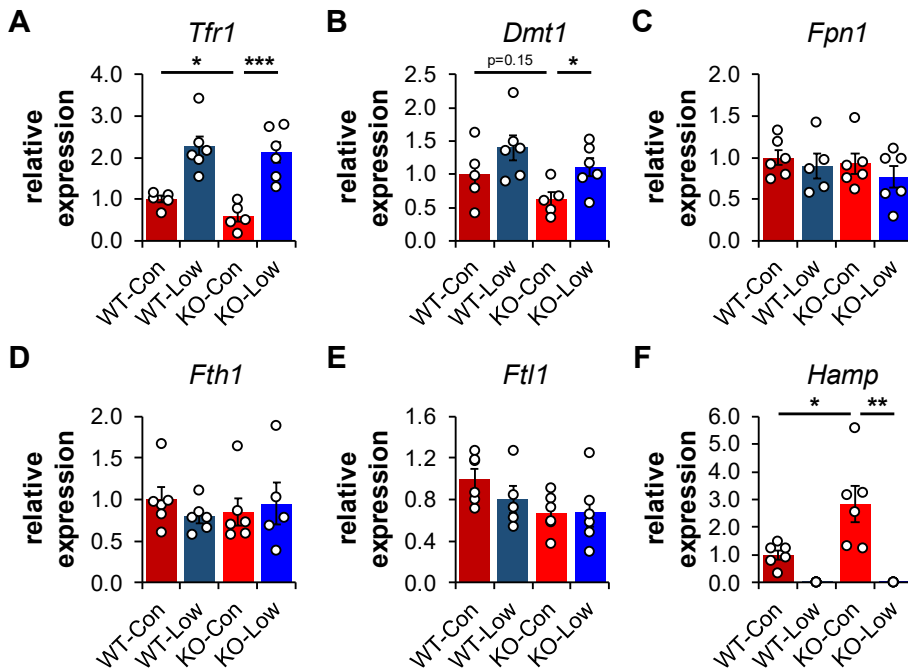 A
Tfr1
relative
expression
* ***
4.0
3.0
2.0
1.0
0.0
WT-Con
WT-Low
KO-Con
KO-Low
B
Dmt1
relative
expression
p=0.15 *
2.5
2.0
1.5
1.0
0.5
0.0
WT-Con
WT-Low
KO-Con
KO-Low
C
Fpn1
relative
expression
2.0
1.5
1.0
0.5
0.0
WT-Con
WT-Low
KO-Con
KO-Low
D
Fth1
relative
expression
2.0
1.5
1.0
0.5
0.0
WT-Con
WT-Low
KO-Con
KO-Low
E
Ftl1
relative
expression
1.6
1.2
0.8
0.4
0.0
WT-Con
WT-Low
KO-Con
KO-Low
F
Hamp
relative
expression
* **
6.0
5.0
4.0
3.0
2.0
1.0
0.0
WT-Con
WT-Low
KO-Con
KO-Low